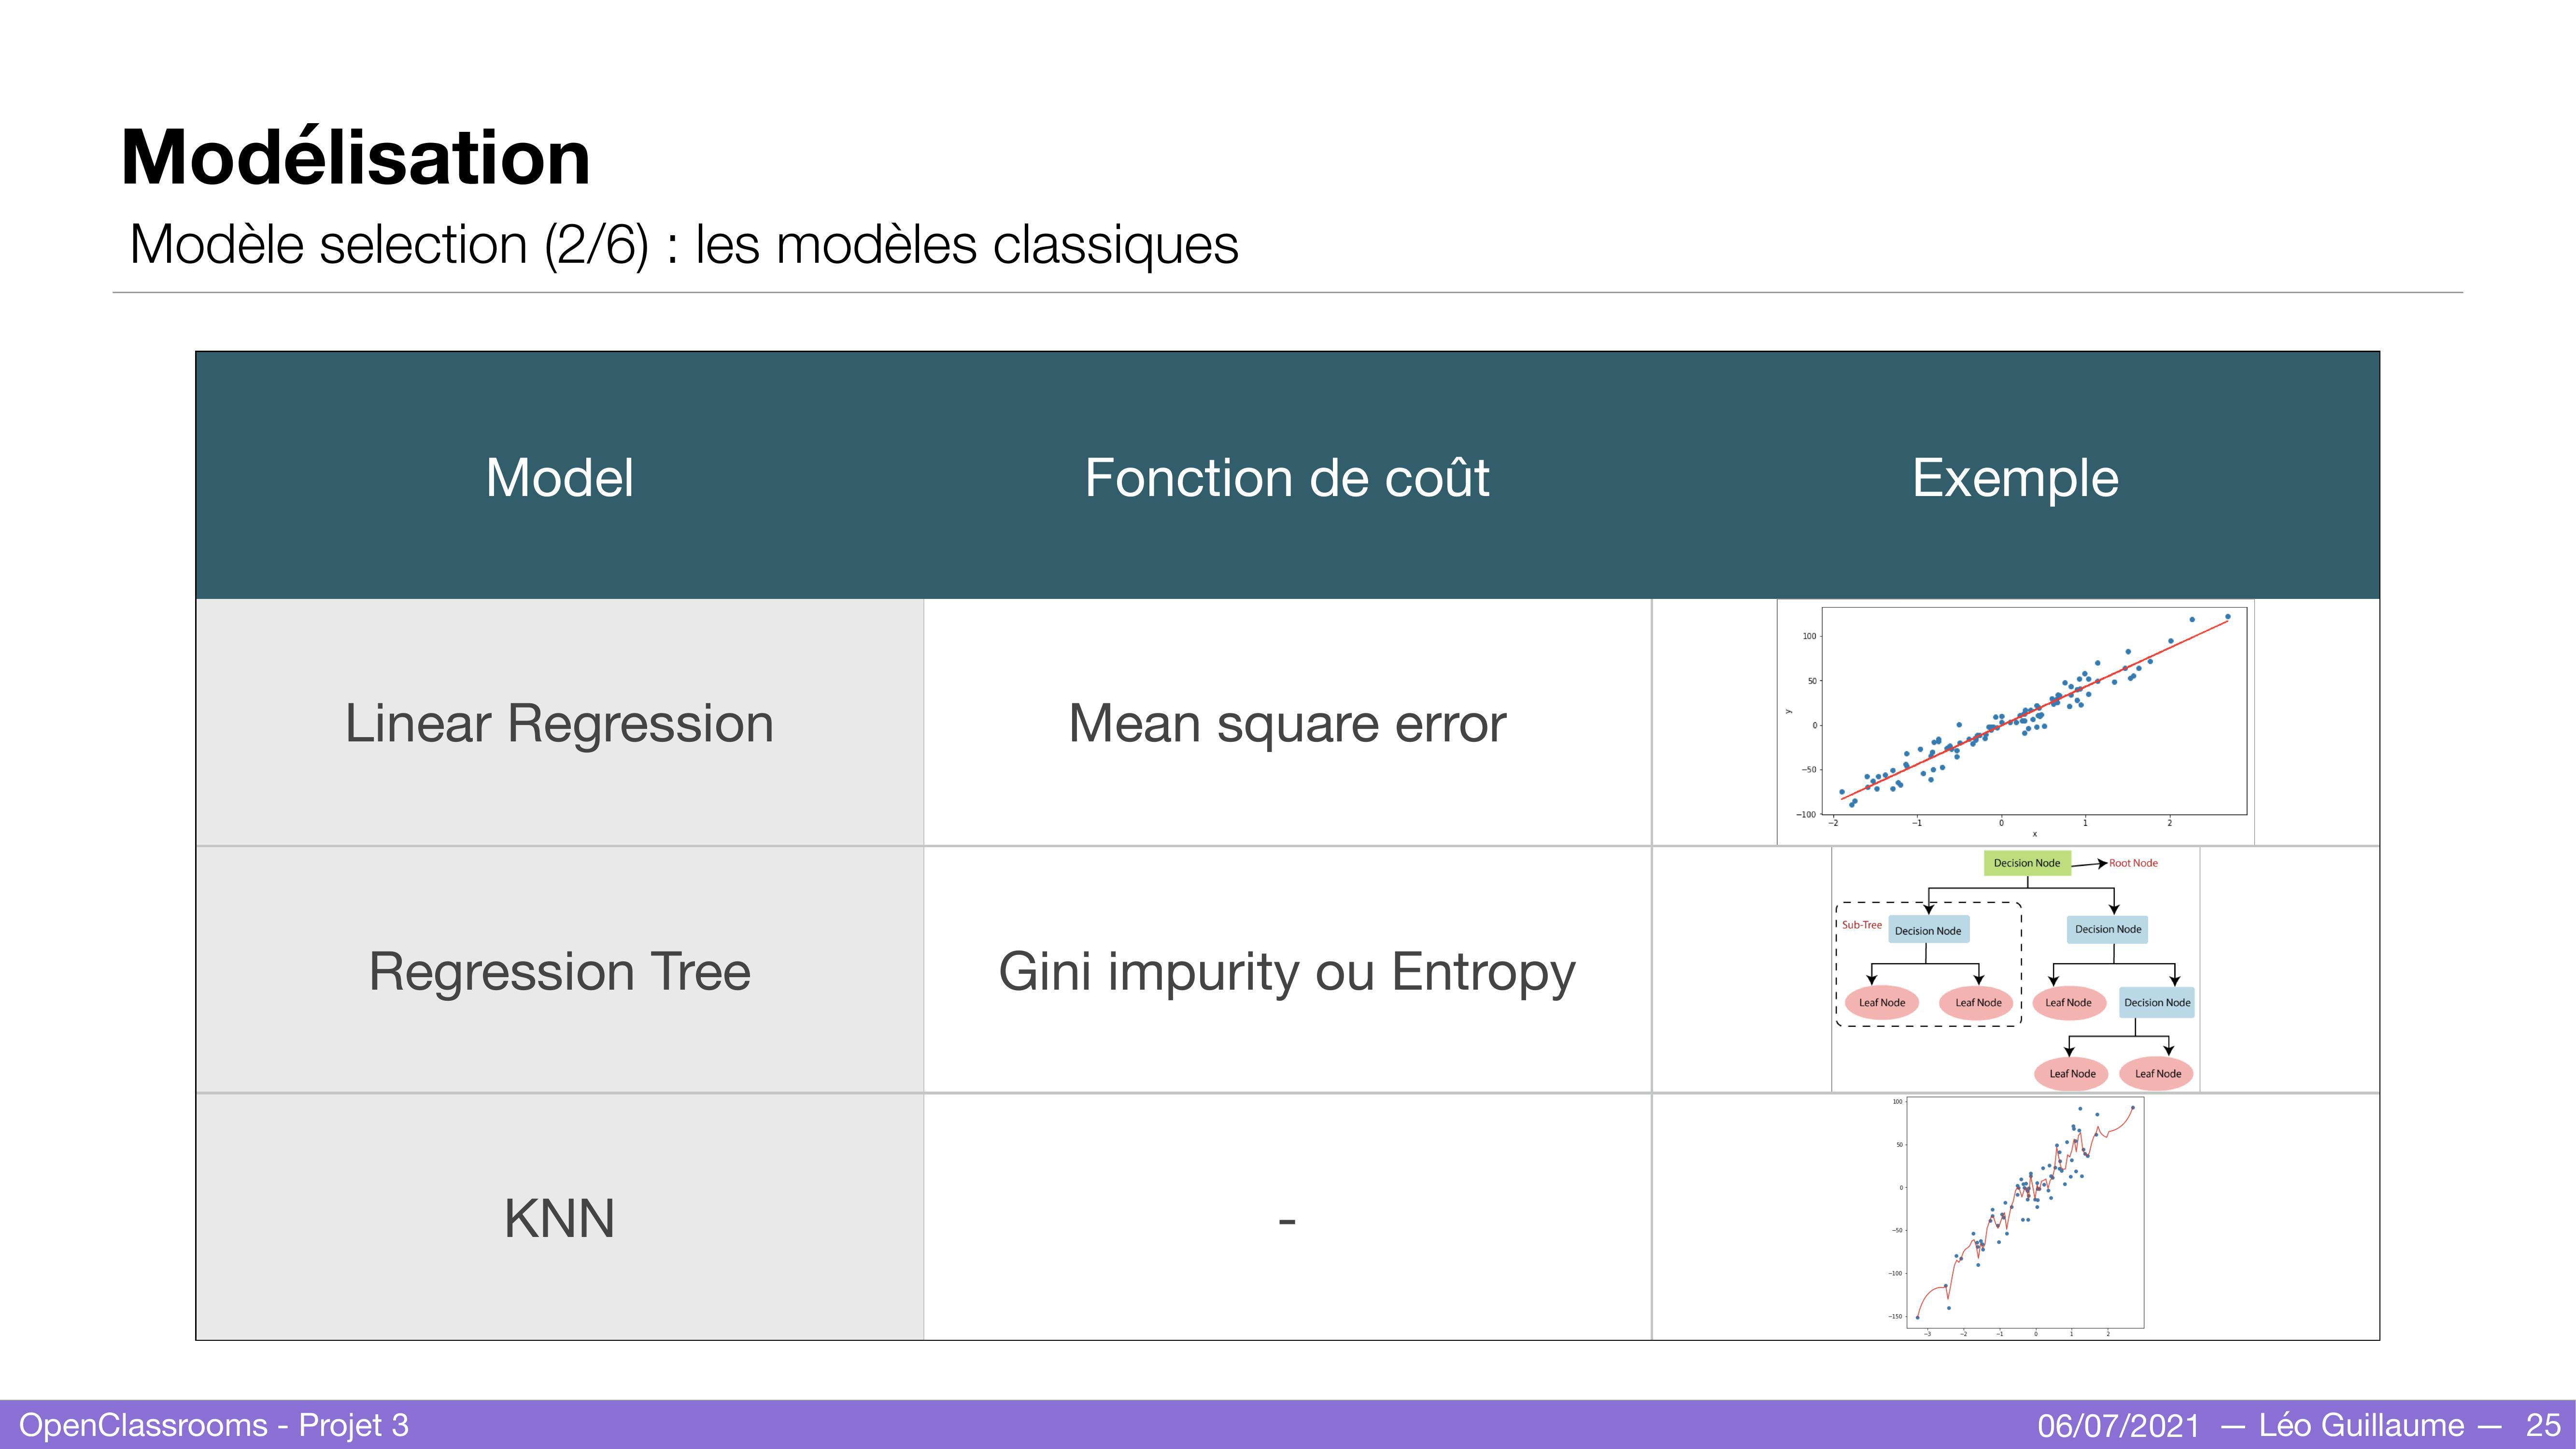 Modélisation
Modèle selection (2/6) : les modèles classiques
Model
Fonction de coût
Exemple
Linear Regression
Mean square error
100
50
0
−50
−100
y
−2
−1
0
1
2
x
Regression Tree
Gini impurity ou Entropy
Decision Node
Root Node
Sub-Tree
Decision Node
Decision Node
Leaf Node
Leaf Node
Leaf Node
Decision Node
Leaf Node
Leaf Node
KNN
-
100
50
0
−50
−100
−150
−3
−2
−1
0
1
2
OpenClassrooms - Projet 3
06/07/2021 — Léo Guillaume — 25